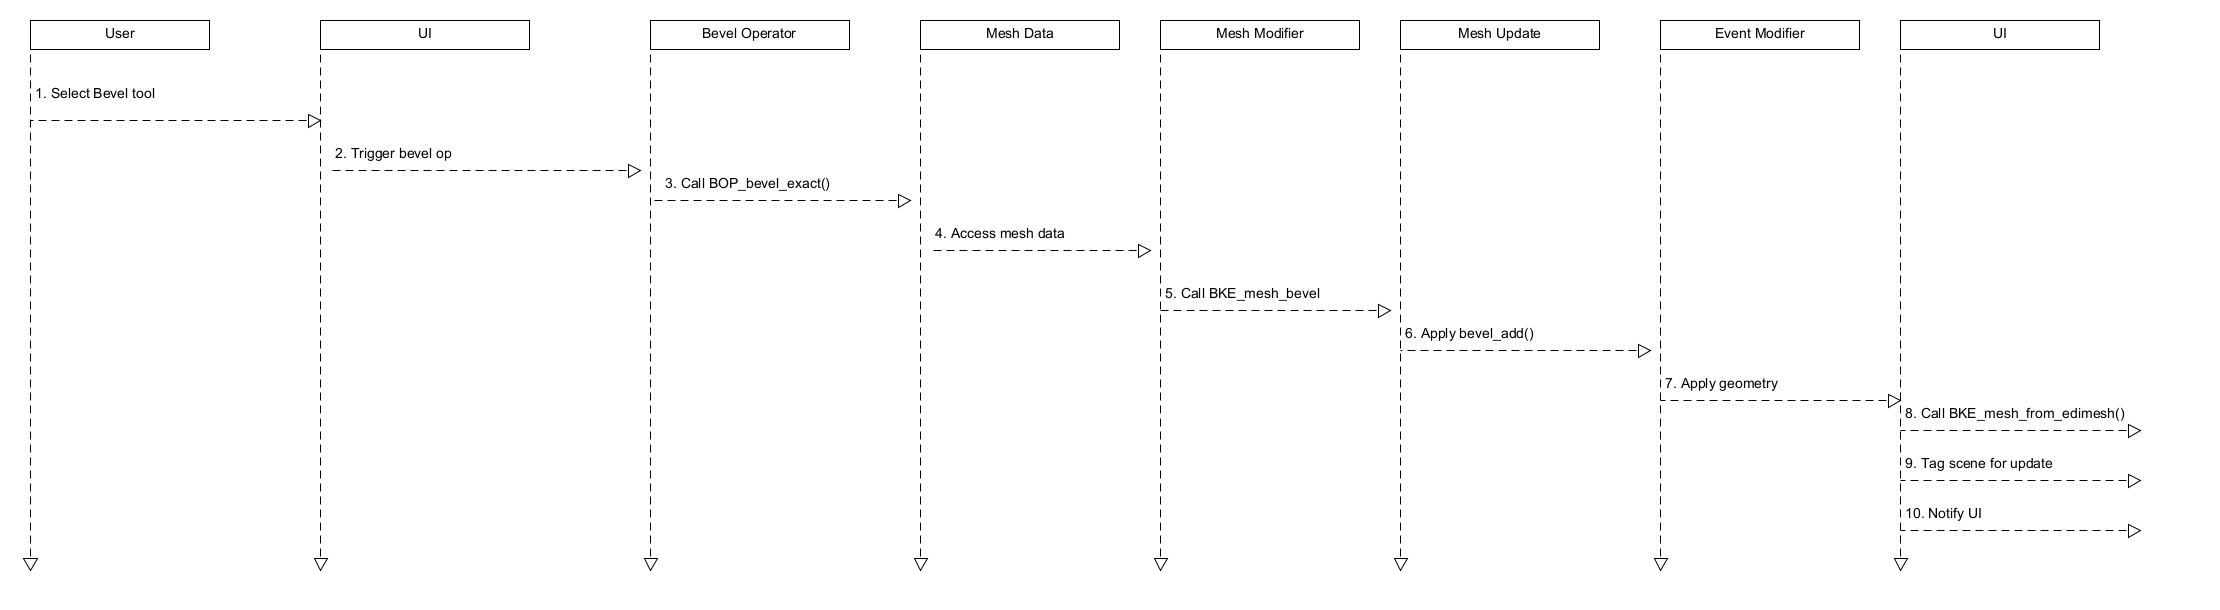 User
UI
Bevel Operator
Mesh Data
Mesh Modifier
Mesh Update
Event Modifier
UI
1. Select Bevel tool
2. Trigger bevel op
3. Call BOP_bevel_exact()
4. Access mesh data
5. Call BKE_mesh_bevel
6. Apply bevel_add()
7. Apply geometry
8. Call BKE_mesh_from_edimesh()
9. Tag scene for update
10. Notify UI